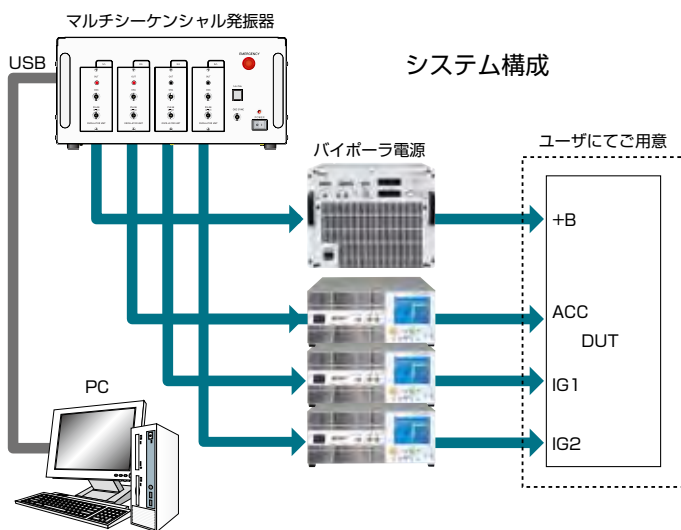 マルチシーケンシャル発振器
USB
EMERGENCY
システム構成
バイポーラ電源
ユーザにてご用意
+B
ACC
DUT
IG1
IG2
PC